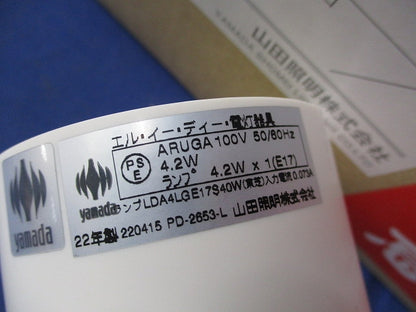 山田照明株式会社
エル・イー・ディー・電灯器具
ARUGA 100V 50/60Hz
PS
E
4.2W
ランプ 4.2W × 1(E17)
ランプLDA4LGE17S40W(東芝)入力電流0.073A
22年製 220415 PD-2653-L 山田照明株式会社
yamada
yamada